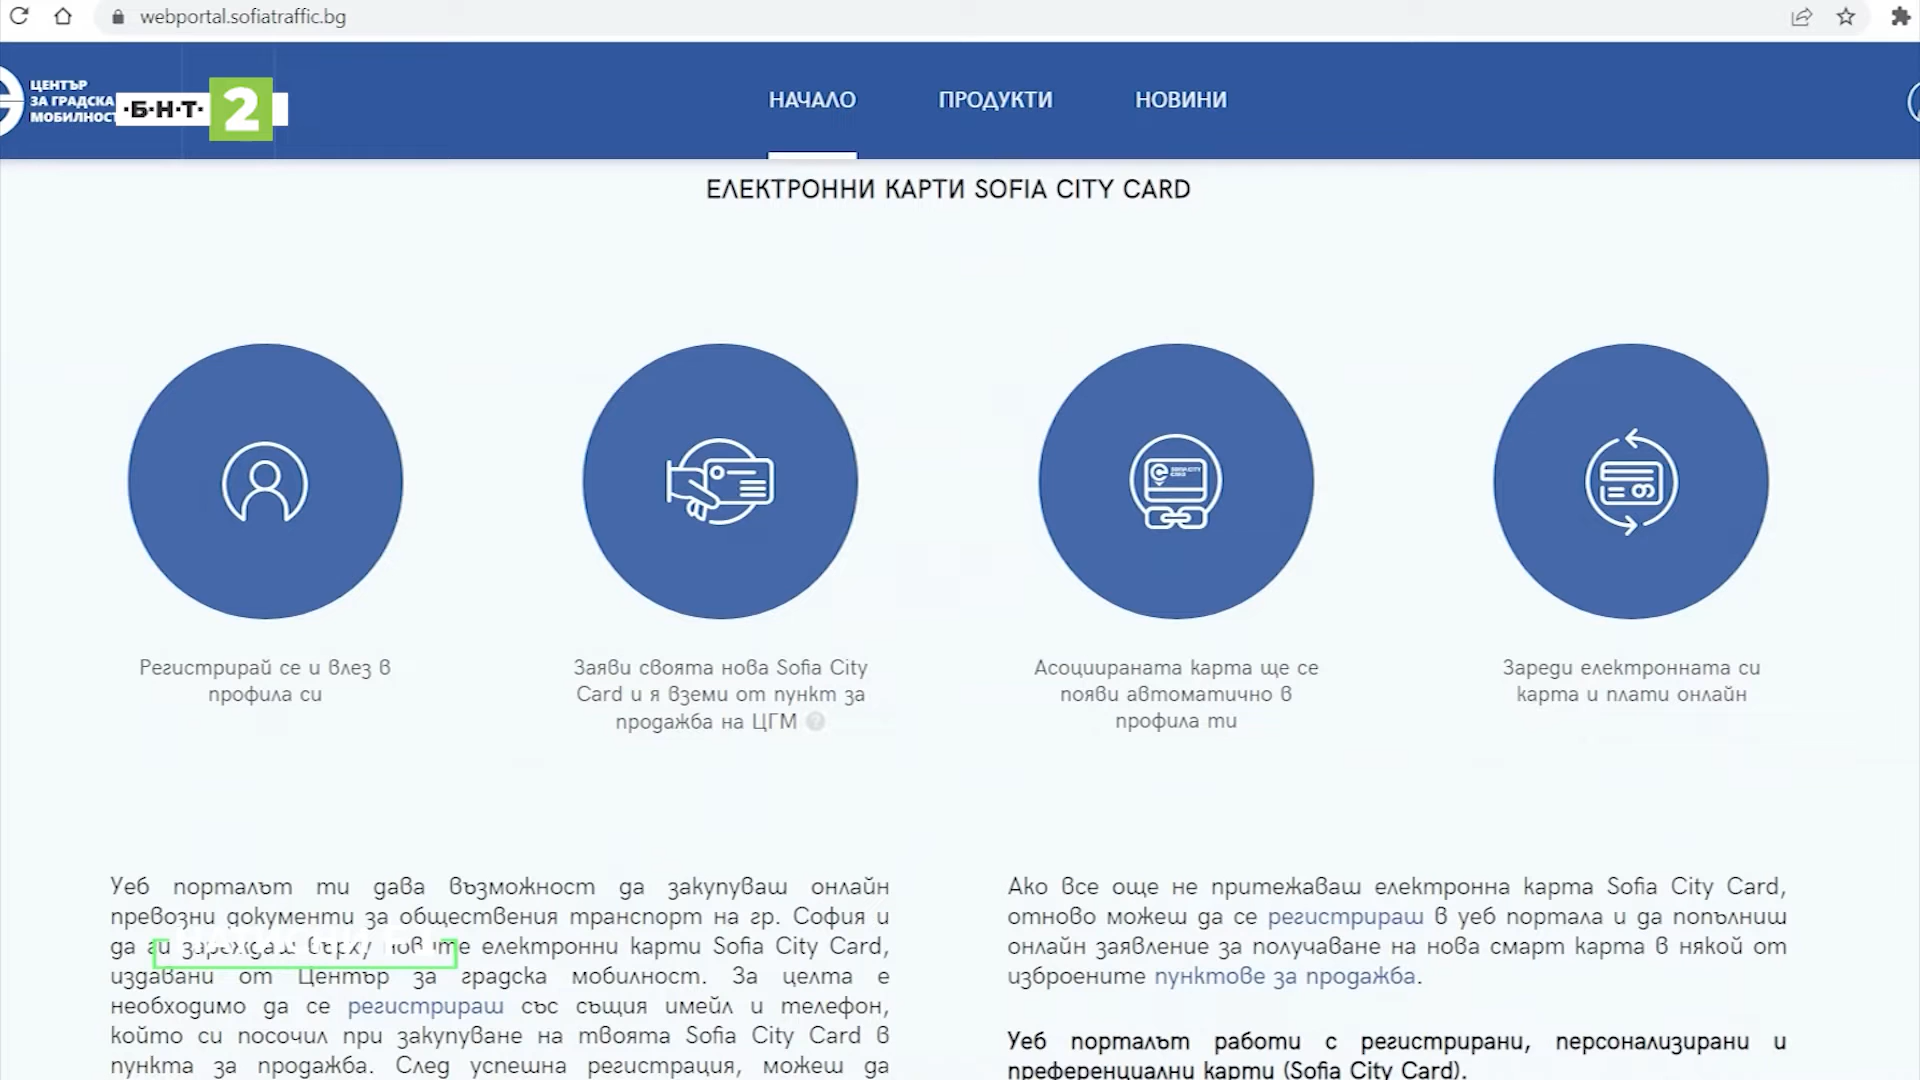 webportal.sofiatraffic.bg
ЦЕНТЪР
ЗА ГРАДСКА
МОБИЛНОСТ
·Б·Н·Т· 2
НАЧАЛО ПРОДУКТИ НОВИНИ
ЕЛЕКТРОННИ КАРТИ SOFIA CITY CARD
Регистрирай се и влез в
профила си
Заяви своята нова Sofia City
Card и я вземи от пункт за
продажба на ЦГМ ?
Асоциираната карта ще се
появи автоматично в
профила ти
Зареди електронната си
карта и плати онлайн
Уеб порталът ти дава възможност да закупуваш онлайн
превозни документи за обществения транспорт на гр. София и
да ги зареждаш върху новите електронни карти Sofia City Card,
издавани от Център за градска мобилност. За целта е
необходимо да се регистрираш със същия имейл и телефон,
който си посочил при закупуване на твоята Sofia City Card в
пункта за продажба. След успешна регистрация, можеш да
Ако все още не притежаваш електронна карта Sofia City Card,
отново можеш да се регистрираш в уеб портала и да попълниш
онлайн заявление за получаване на нова смарт карта в някой от
изброените пунктове за продажба.
Уеб порталът работи с регистрирани, персонализирани и
преференциални карти (Sofia City Card).